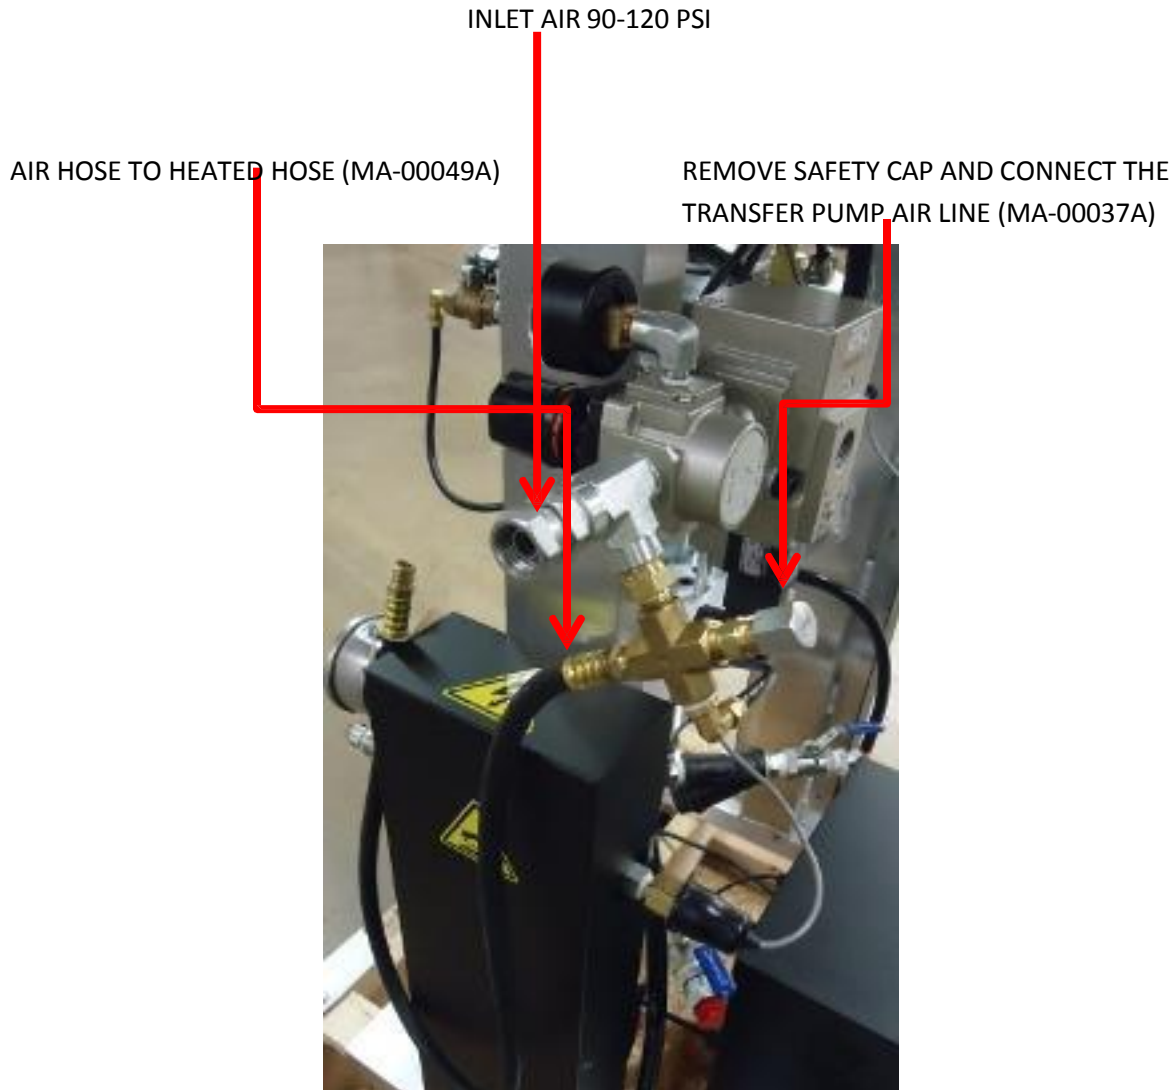 INLET AIR 90-120 PSI
AIR HOSE TO HEATED HOSE (MA-00049A)
REMOVE SAFETY CAP AND CONNECT THE
TRANSFER PUMP AIR LINE (MA-00037A)